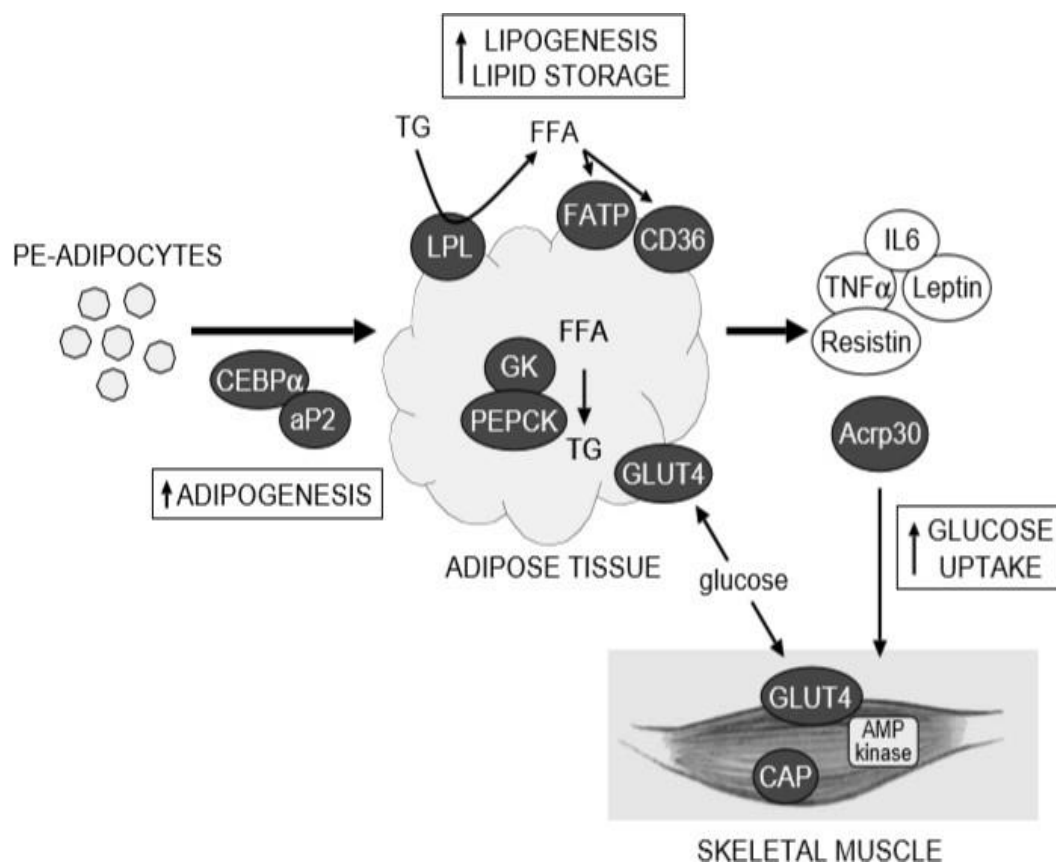 LIPOGENESIS
LIPID STORAGE
TG
FFA
FATP
CD36
LPL
PE-ADIPOCYTES
IL6
TNFα
Leptin
Resistin
FFA
GK
CEBPα
aP2
PEPCK
TG
Acrp30
GLUT4
ADIPOGENESIS
GLUCOSE
UPTAKE
ADIPOSE TISSUE
glucose
GLUT4
AMP
kinase
CAP
SKELETAL MUSCLE